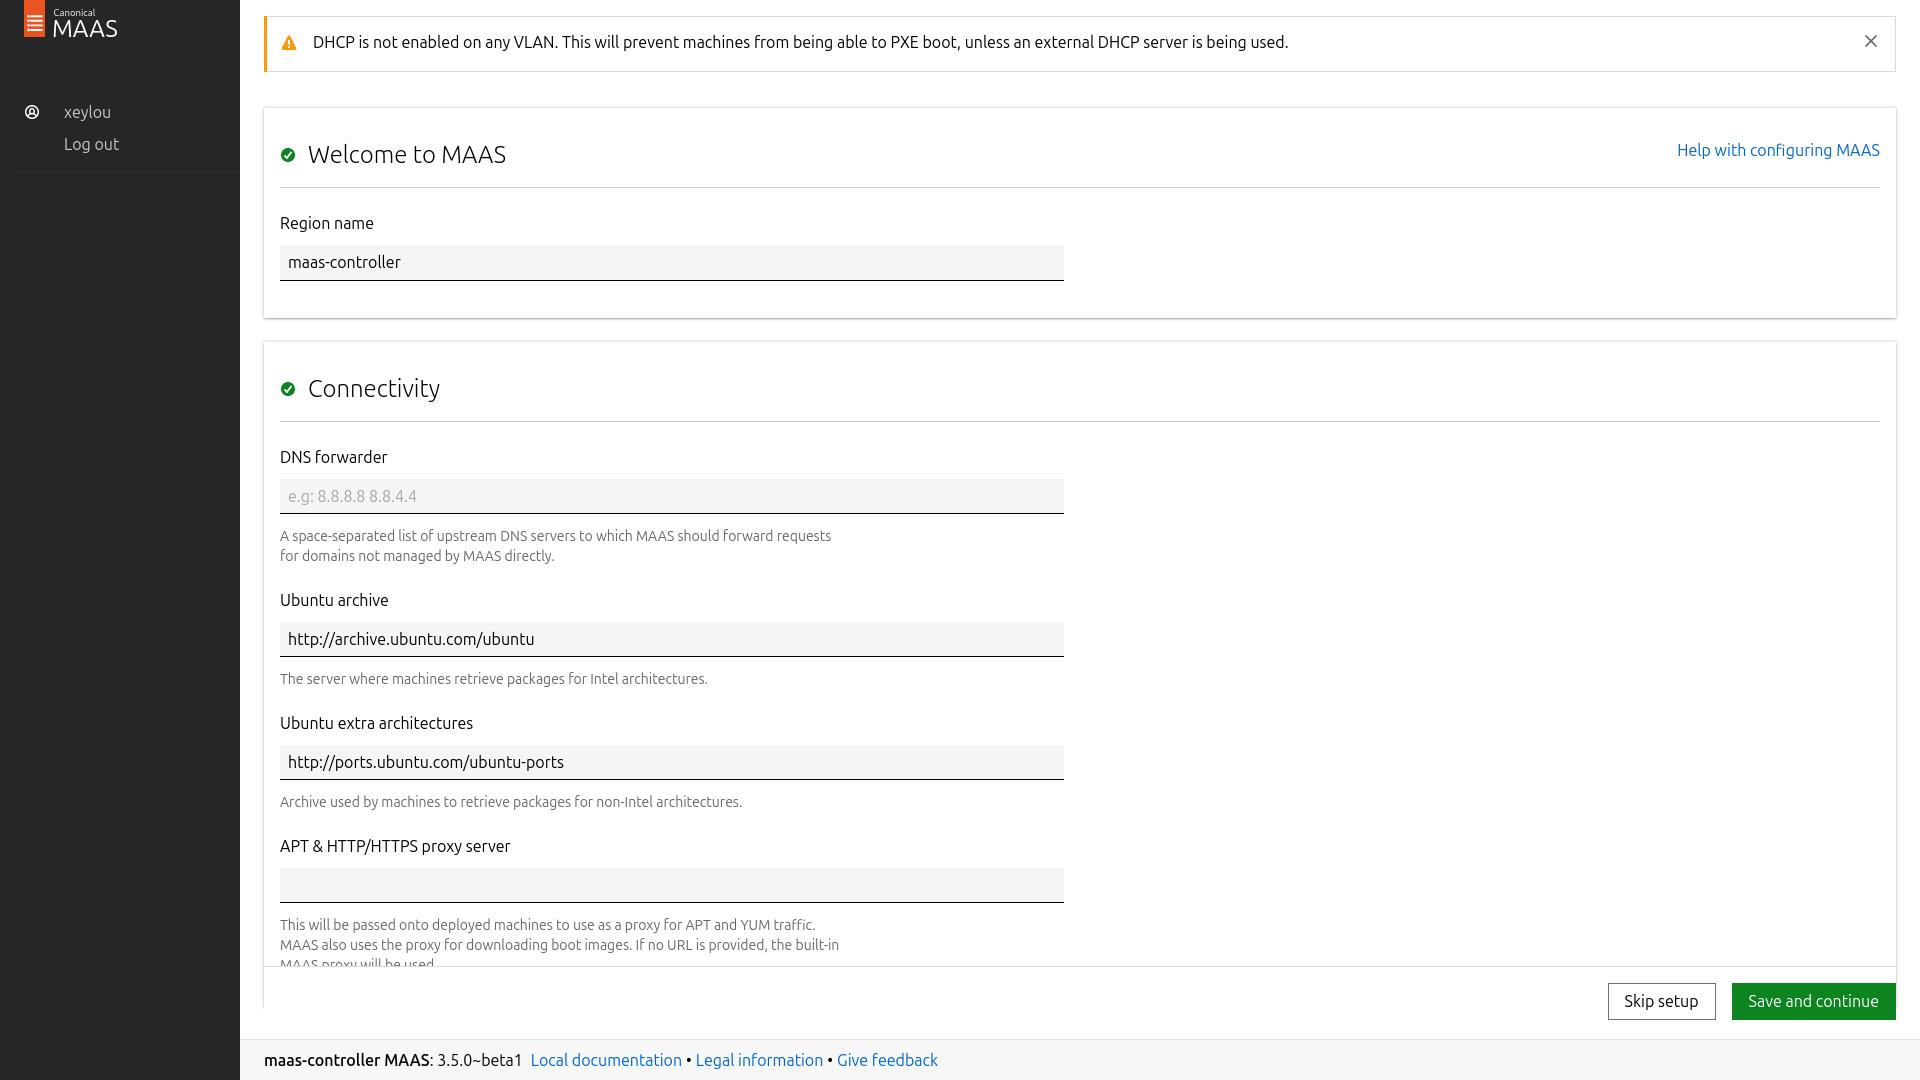 Canonical
MAAS
xeylou
Log out
DHCP is not enabled on any VLAN. This will prevent machines from being able to PXE boot, unless an external DHCP server is being used.
Welcome to MAAS
Help with configuring MAAS
Region name
maas-controller
Connectivity
DNS forwarder
e.g: 8.8.8.8 8.8.4.4
A space-separated list of upstream DNS servers to which MAAS should forward requests
for domains not managed by MAAS directly.
Ubuntu archive
http://archive.ubuntu.com/ubuntu
The server where machines retrieve packages for Intel architectures.
Ubuntu extra architectures
http://ports.ubuntu.com/ubuntu-ports
Archive used by machines to retrieve packages for non-Intel architectures.
APT & HTTP/HTTPS proxy server
This will be passed onto deployed machines to use as a proxy for APT and YUM traffic.
MAAS also uses the proxy for downloading boot images. If no URL is provided, the built-in
MAAS proxy will be used.
Skip setup
Save and continue
maas-controller MAAS: 3.5.0~beta1 Local documentation • Legal information • Give feedback